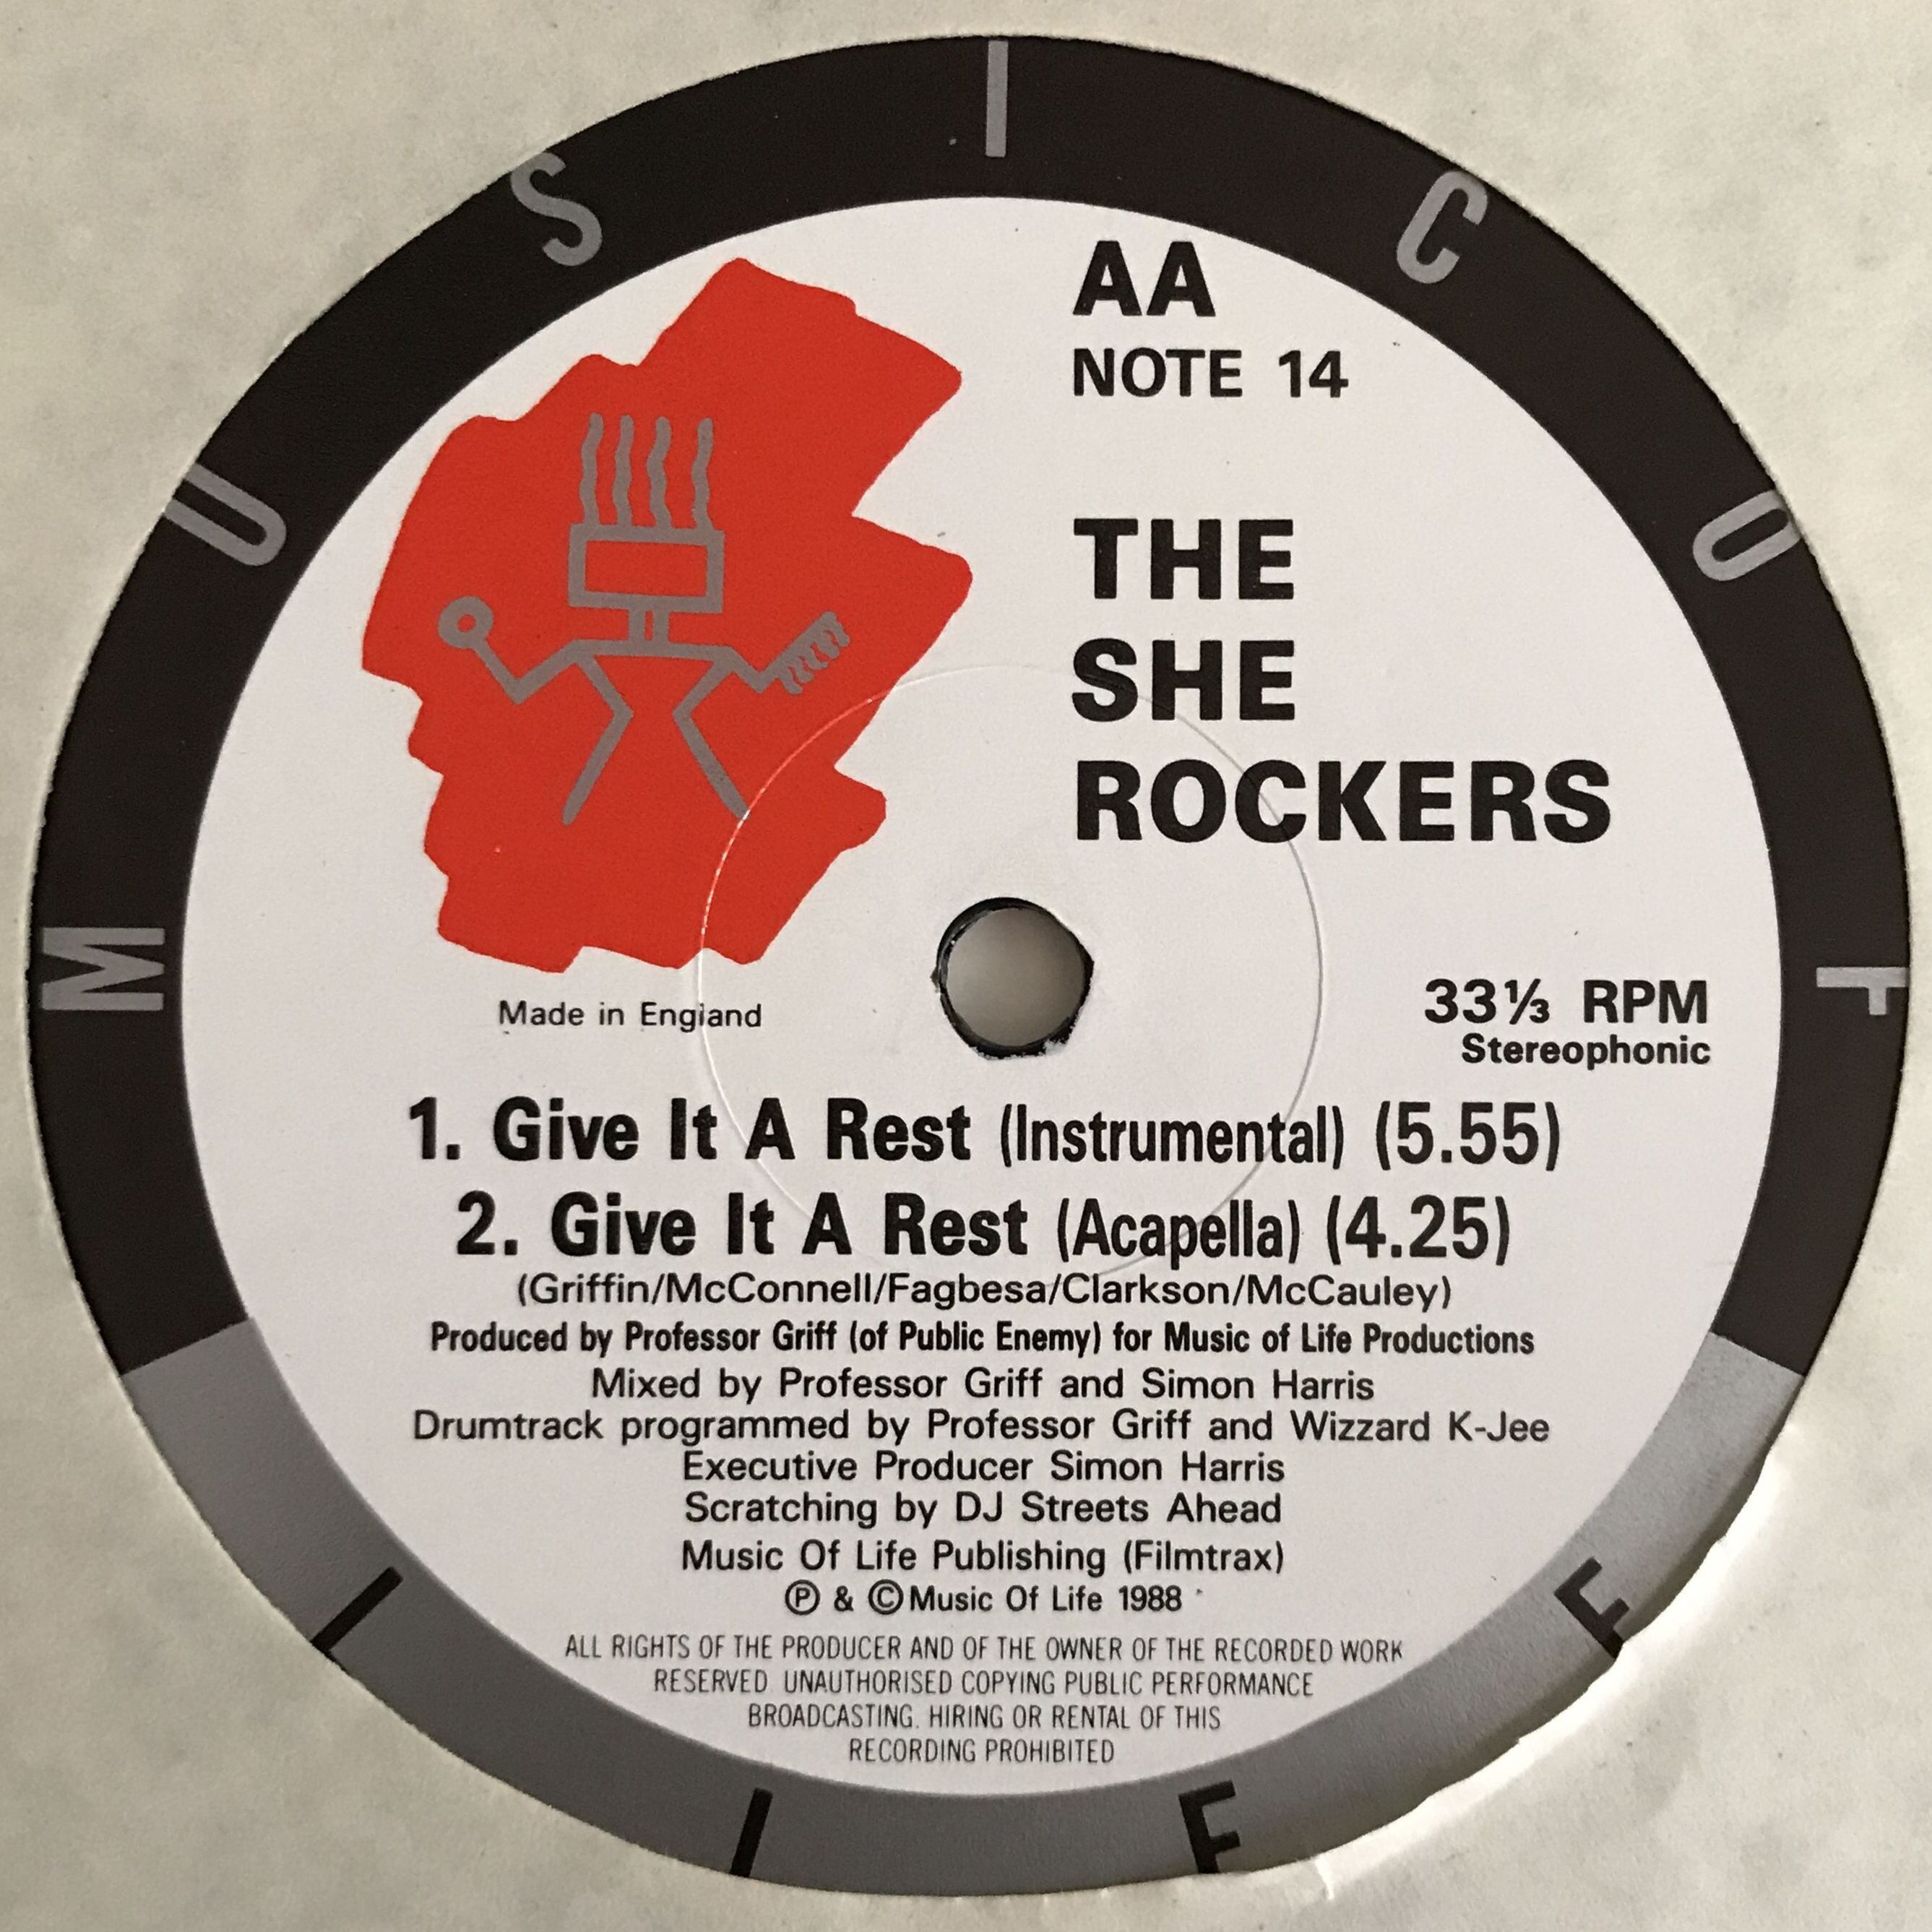 MUSIC OF
LIFE
AA
NOTE 14
THE
SHE
ROCKERS
Made in England
33⅓ RPM
Stereophonic
1. Give It A Rest (Instrumental) (5.55)
2. Give It A Rest (Acapella) (4.25)
(Griffin/McConnell/Fagbesa/Clarkson/McCauley)
Produced by Professor Griff (of Public Enemy) for Music of Life Productions
Mixed by Professor Griff and Simon Harris
Drumtrack programmed by Professor Griff and Wizzard K-Jee
Executive Producer Simon Harris
Scratching by DJ Streets Ahead
Music Of Life Publishing (Filmtrax)
Ⓟ & ©Music Of Life 1988
ALL RIGHTS OF THE PRODUCER AND OF THE OWNER OF THE RECORDED WORK
RESERVED. UNAUTHORISED COPYING PUBLIC PERFORMANCE
BROADCASTING. HIRING OR RENTAL OF THIS
RECORDING PROHIBITED